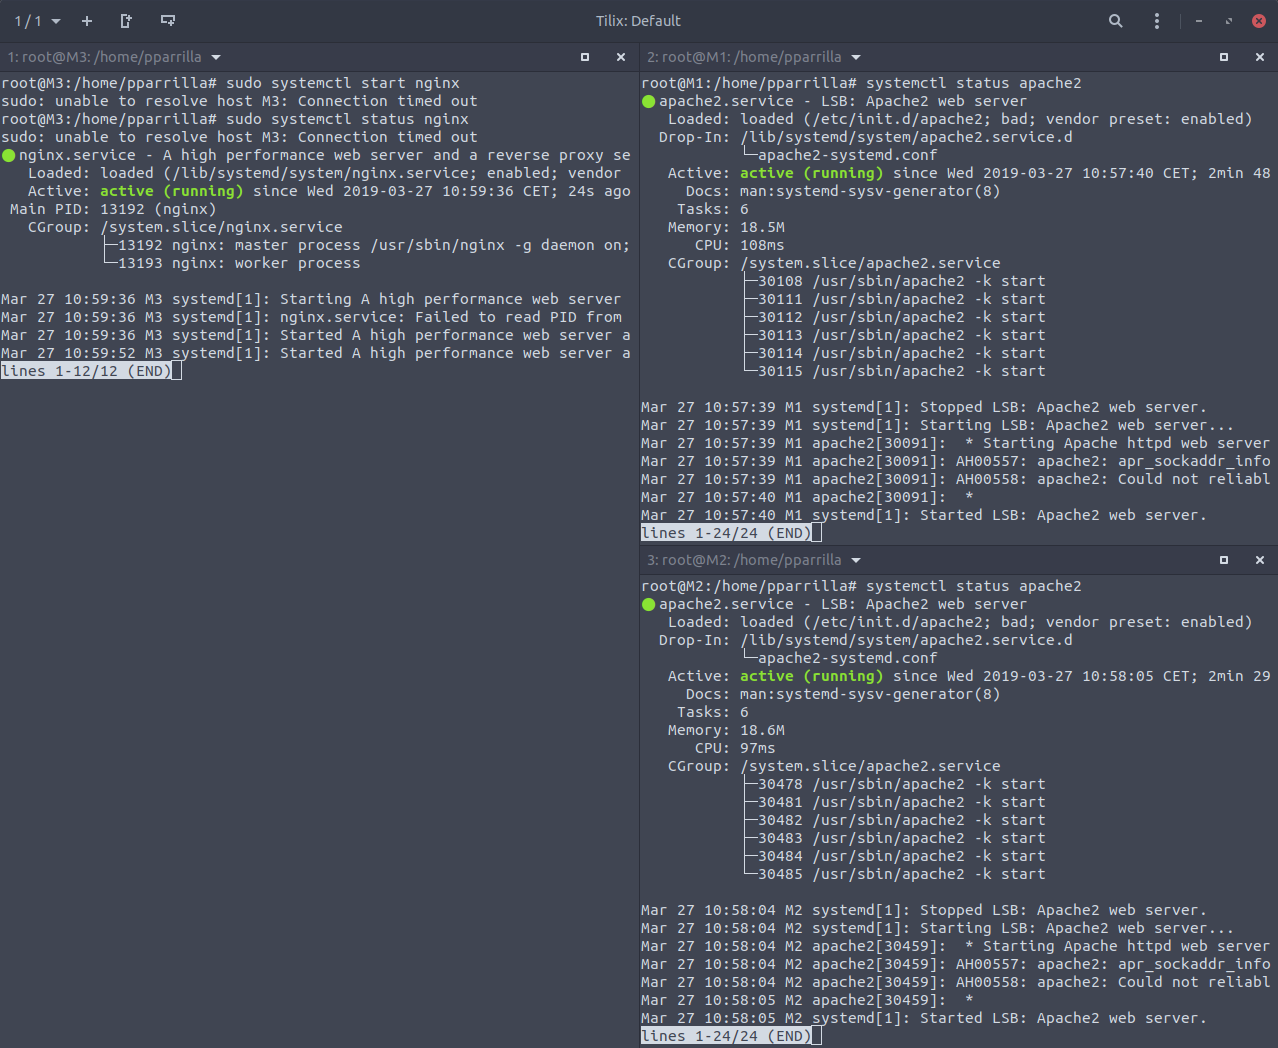 1 / 1
Tilix: Default
1: root@M3: /home/pparrilla
root@M3:/home/pparrilla# sudo systemctl start nginx
sudo: unable to resolve host M3: Connection timed out
root@M3:/home/pparrilla# sudo systemctl status nginx
sudo: unable to resolve host M3: Connection timed out
● nginx.service - A high performance web server and a reverse proxy se
   Loaded: loaded (/lib/systemd/system/nginx.service; enabled; vendor
   Active: active (running) since Wed 2019-03-27 10:59:36 CET; 24s ago
 Main PID: 13192 (nginx)
   CGroup: /system.slice/nginx.service
           ├─13192 nginx: master process /usr/sbin/nginx -g daemon on;
           └─13193 nginx: worker process
Mar 27 10:59:36 M3 systemd[1]: Starting A high performance web server
Mar 27 10:59:36 M3 systemd[1]: nginx.service: Failed to read PID from
Mar 27 10:59:36 M3 systemd[1]: Started A high performance web server a
Mar 27 10:59:52 M3 systemd[1]: Started A high performance web server a
lines 1-12/12 (END)
2: root@M1: /home/pparrilla
root@M1:/home/pparrilla# systemctl status apache2
● apache2.service - LSB: Apache2 web server
   Loaded: loaded (/etc/init.d/apache2; bad; vendor preset: enabled)
  Drop-In: /lib/systemd/system/apache2.service.d
           └─apache2-systemd.conf
   Active: active (running) since Wed 2019-03-27 10:57:40 CET; 2min 48
     Docs: man:systemd-sysv-generator(8)
    Tasks: 6
   Memory: 18.5M
      CPU: 108ms
   CGroup: /system.slice/apache2.service
           ├─30108 /usr/sbin/apache2 -k start
           ├─30111 /usr/sbin/apache2 -k start
           ├─30112 /usr/sbin/apache2 -k start
           ├─30113 /usr/sbin/apache2 -k start
           ├─30114 /usr/sbin/apache2 -k start
           └─30115 /usr/sbin/apache2 -k start
Mar 27 10:57:39 M1 systemd[1]: Stopped LSB: Apache2 web server.
Mar 27 10:57:39 M1 systemd[1]: Starting LSB: Apache2 web server...
Mar 27 10:57:39 M1 apache2[30091]:  * Starting Apache httpd web server
Mar 27 10:57:39 M1 apache2[30091]: AH00557: apache2: apr_sockaddr_info
Mar 27 10:57:39 M1 apache2[30091]: AH00558: apache2: Could not reliabl
Mar 27 10:57:40 M1 apache2[30091]:  *
Mar 27 10:57:40 M1 systemd[1]: Started LSB: Apache2 web server.
lines 1-24/24 (END)
3: root@M2: /home/pparrilla
root@M2:/home/pparrilla# systemctl status apache2
● apache2.service - LSB: Apache2 web server
   Loaded: loaded (/etc/init.d/apache2; bad; vendor preset: enabled)
  Drop-In: /lib/systemd/system/apache2.service.d
           └─apache2-systemd.conf
   Active: active (running) since Wed 2019-03-27 10:58:05 CET; 2min 29
     Docs: man:systemd-sysv-generator(8)
    Tasks: 6
   Memory: 18.6M
      CPU: 97ms
   CGroup: /system.slice/apache2.service
           ├─30478 /usr/sbin/apache2 -k start
           ├─30481 /usr/sbin/apache2 -k start
           ├─30482 /usr/sbin/apache2 -k start
           ├─30483 /usr/sbin/apache2 -k start
           ├─30484 /usr/sbin/apache2 -k start
           └─30485 /usr/sbin/apache2 -k start
Mar 27 10:58:04 M2 systemd[1]: Stopped LSB: Apache2 web server.
Mar 27 10:58:04 M2 systemd[1]: Starting LSB: Apache2 web server...
Mar 27 10:58:04 M2 apache2[30459]:  * Starting Apache httpd web server
Mar 27 10:58:04 M2 apache2[30459]: AH00557: apache2: apr_sockaddr_info
Mar 27 10:58:04 M2 apache2[30459]: AH00558: apache2: Could not reliabl
Mar 27 10:58:05 M2 apache2[30459]:  *
Mar 27 10:58:05 M2 systemd[1]: Started LSB: Apache2 web server.
lines 1-24/24 (END)